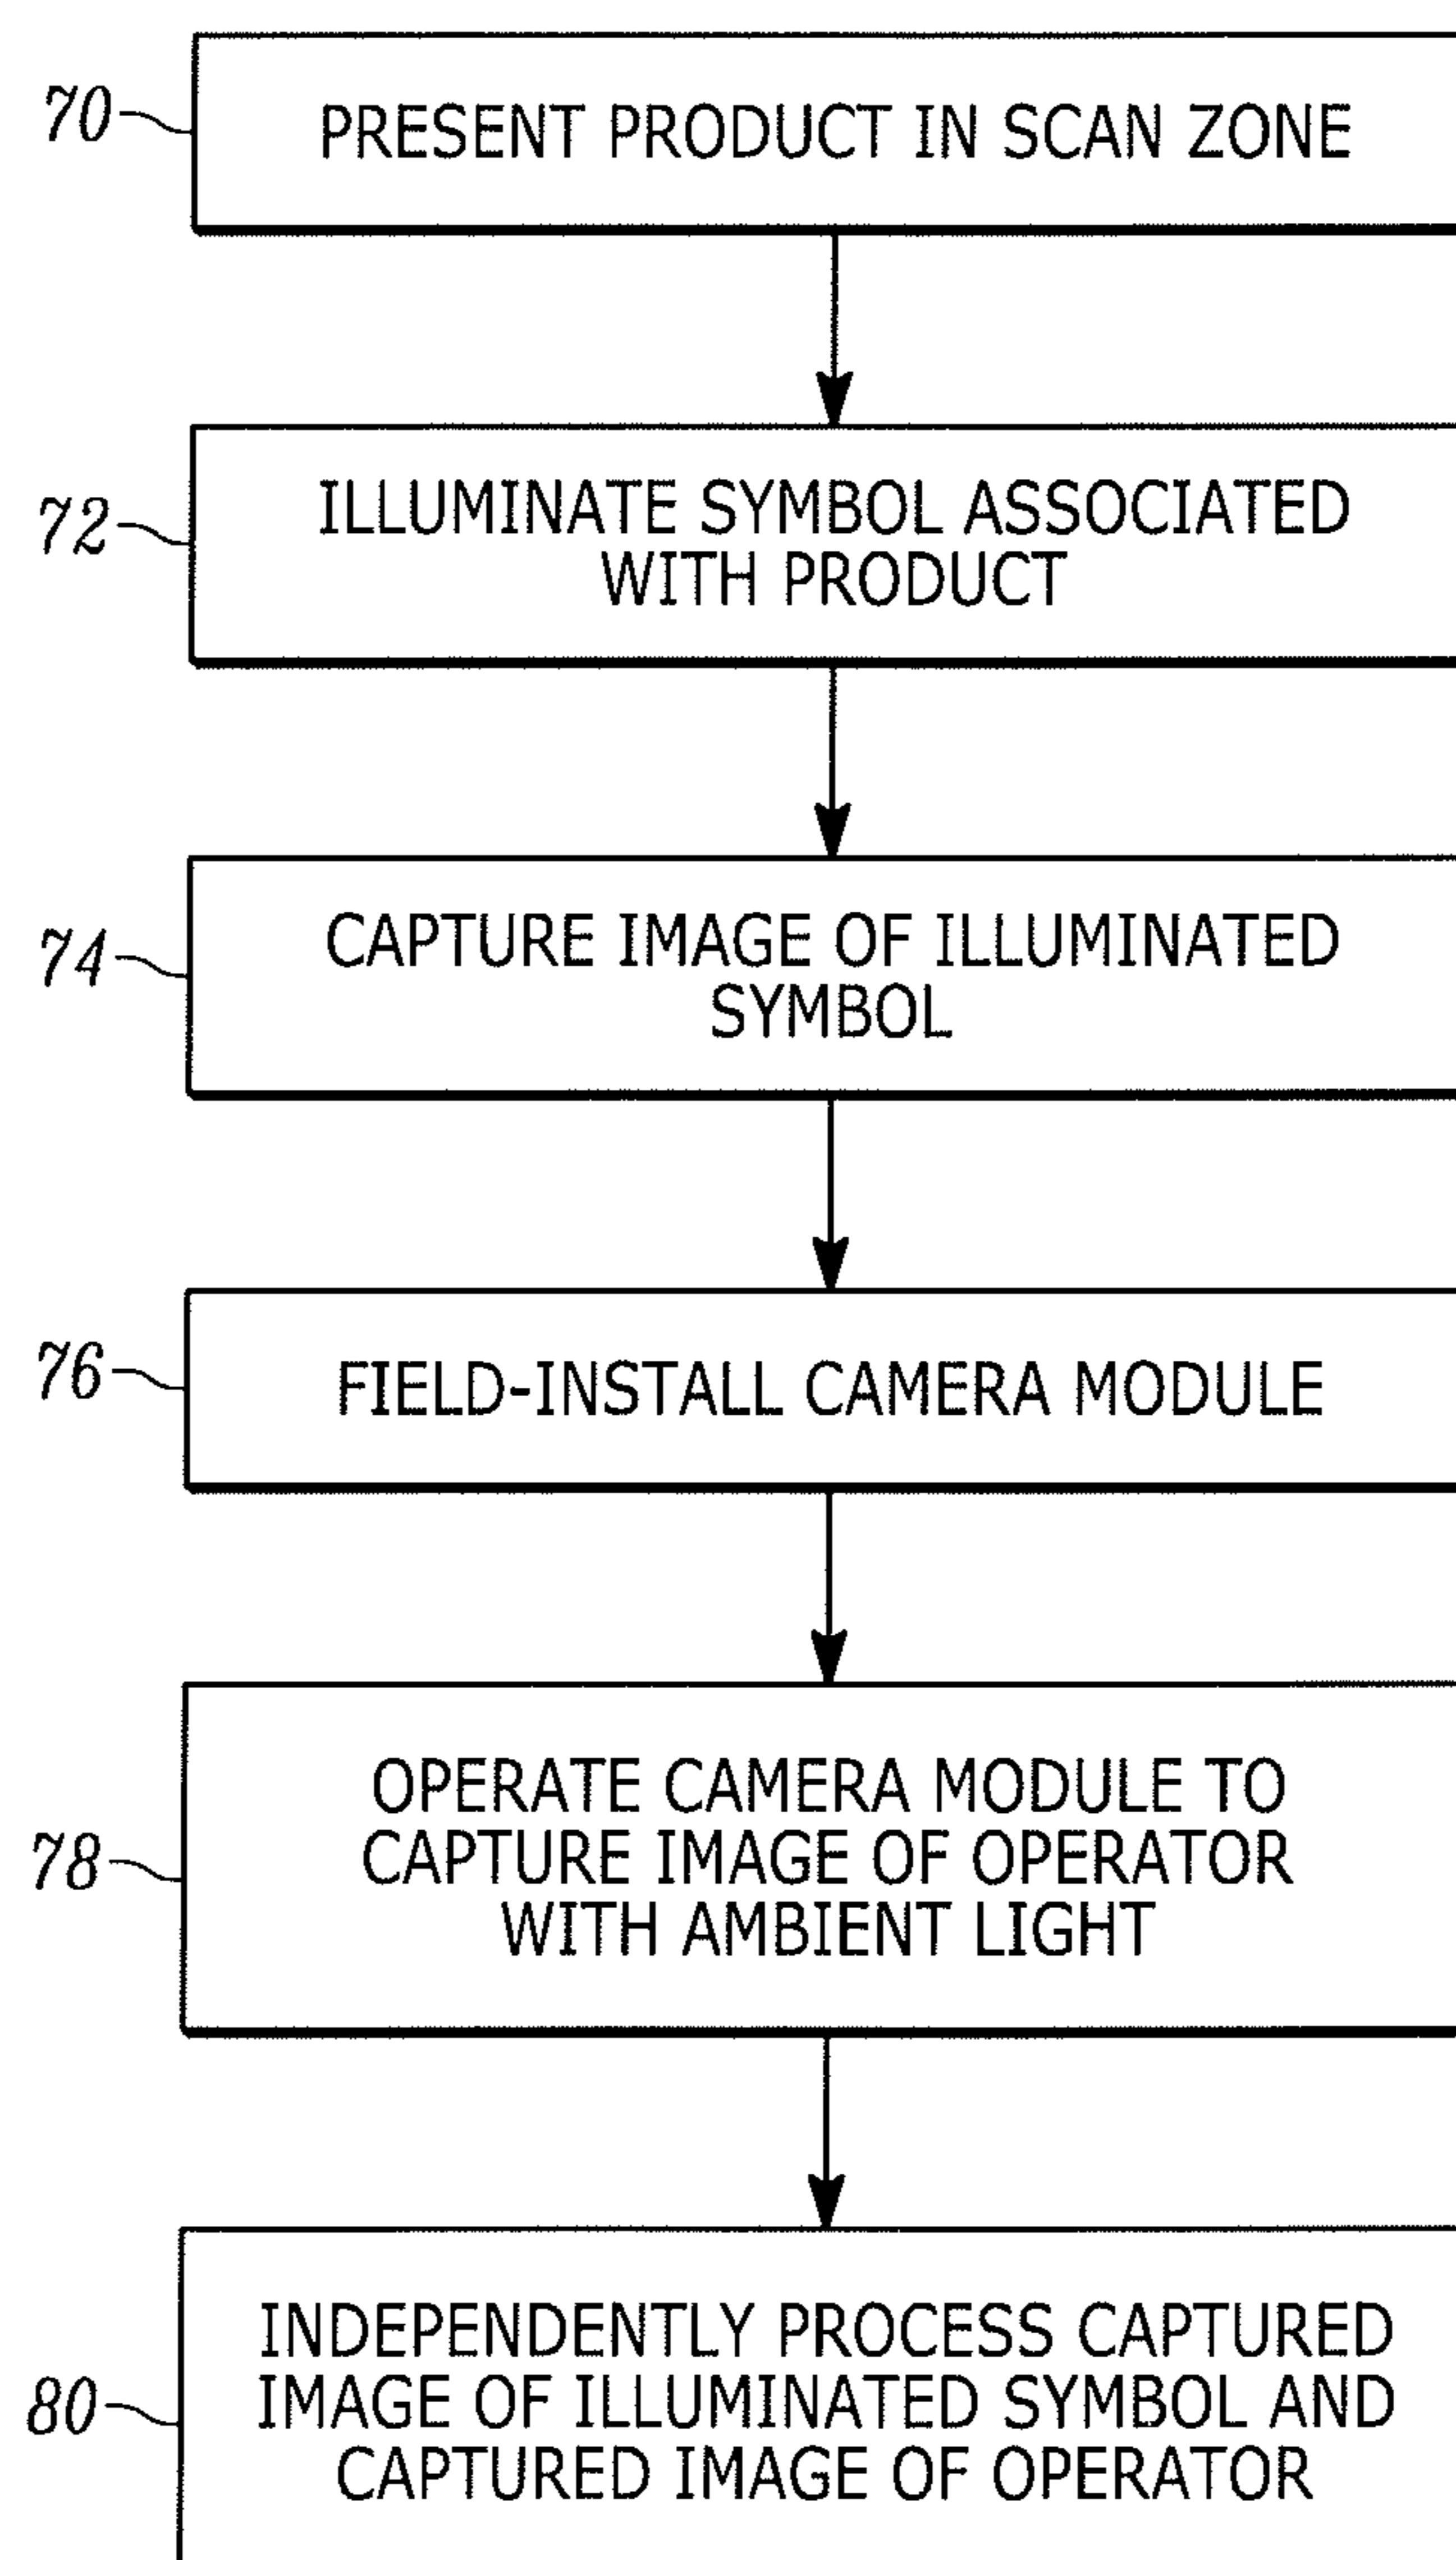 70
PRESENT PRODUCT IN SCAN ZONE
72
ILLUMINATE SYMBOL ASSOCIATED
WITH PRODUCT
74
CAPTURE IMAGE OF ILLUMINATED
SYMBOL
76
FIELD-INSTALL CAMERA MODULE
78
OPERATE CAMERA MODULE TO
CAPTURE IMAGE OF OPERATOR
WITH AMBIENT LIGHT
80
INDEPENDENTLY PROCESS CAPTURED
IMAGE OF ILLUMINATED SYMBOL AND
CAPTURED IMAGE OF OPERATOR